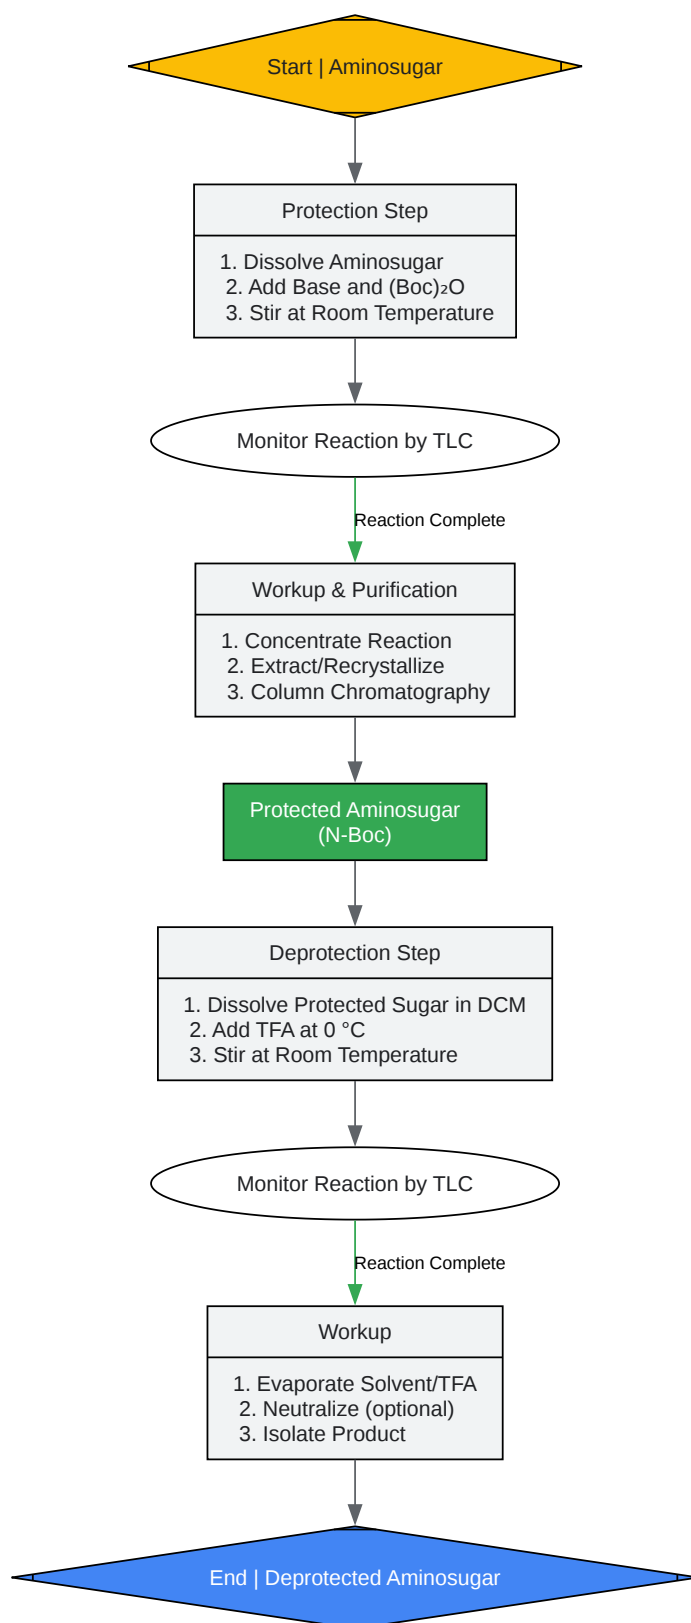 Start | Aminosugar
Protection Step
1. Dissolve Aminosugar
2. Add Base and (Boc)₂O
3. Stir at Room Temperature
Monitor Reaction by TLC
Reaction Complete
Workup & Purification
1. Concentrate Reaction
2. Extract/Recrystallize
3. Column Chromatography
Protected Aminosugar
(N-Boc)
Deprotection Step
1. Dissolve Protected Sugar in DCM
2. Add TFA at 0 °C
3. Stir at Room Temperature
Monitor Reaction by TLC
Reaction Complete
Workup
1. Evaporate Solvent/TFA
2. Neutralize (optional)
3. Isolate Product
End | Deprotected Aminosugar